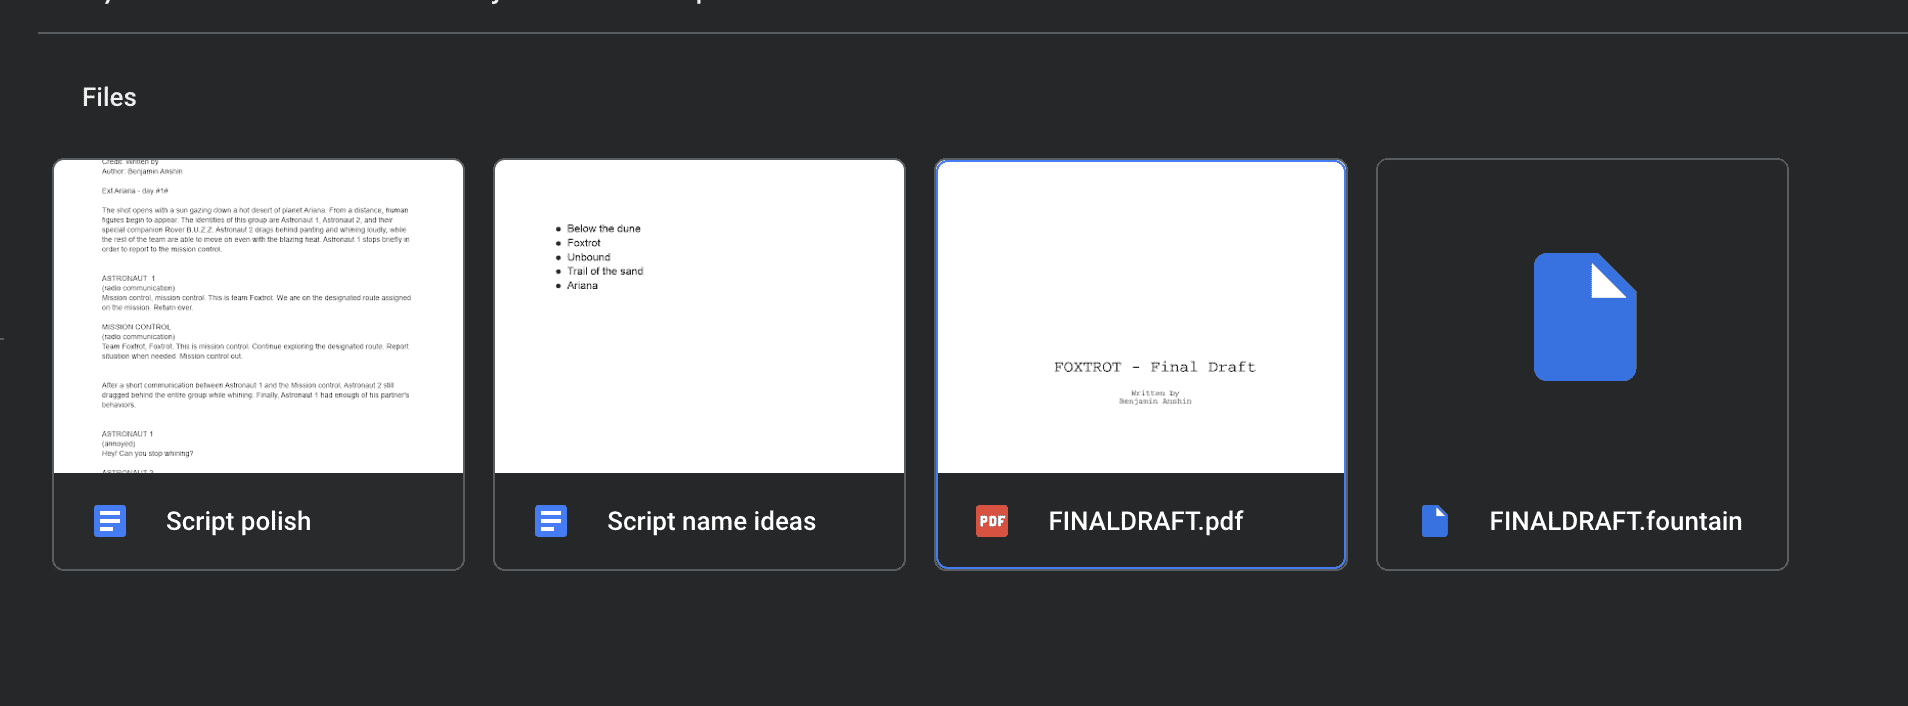 Files
Credit: Written by
Author: Benjamin Anshin
Ext Ariana - day #1#
The shot opens with a sun gazing down a hot desert of planet Ariana. From a distance, human
figures begin to appear. The identities of this group are Astronaut 1, Astronaut 2, and their
special companion Rover B.U.Z.Z. Astronaut 2 drags behind panting and whining loudly, while
the rest of the team are able to move on even with the blazing heat. Astronaut 1 stops briefly in
order to report to the mission control.
ASTRONAUT 1
(radio communication)
Mission control, mission control. This is team Foxtrot. We are on the designated route assigned
on the mission. Return over.
MISSION CONTROL
(radio communication)
Team Foxtrot, Foxtrot. This is mission control. Continue exploring the designated route. Report
situation when needed. Mission control out.
After a short communication between Astronaut 1 and the Mission control, Astronaut 2 still
dragged behind the entire group while whining. Finally, Astronaut 1 had enough of his partner's
behaviors.
ASTRONAUT 1
(annoyed)
Hey! Can you stop whining?
ASTRONAUT 2
Script polish
Below the dune
Foxtrot
Unbound
Trail of the sand
Ariana
Script name ideas
FOXTROT - Final Draft
Written by
Benjamin Anshin
PDF
FINALDRAFT.pdf
FINALDRAFT.fountain